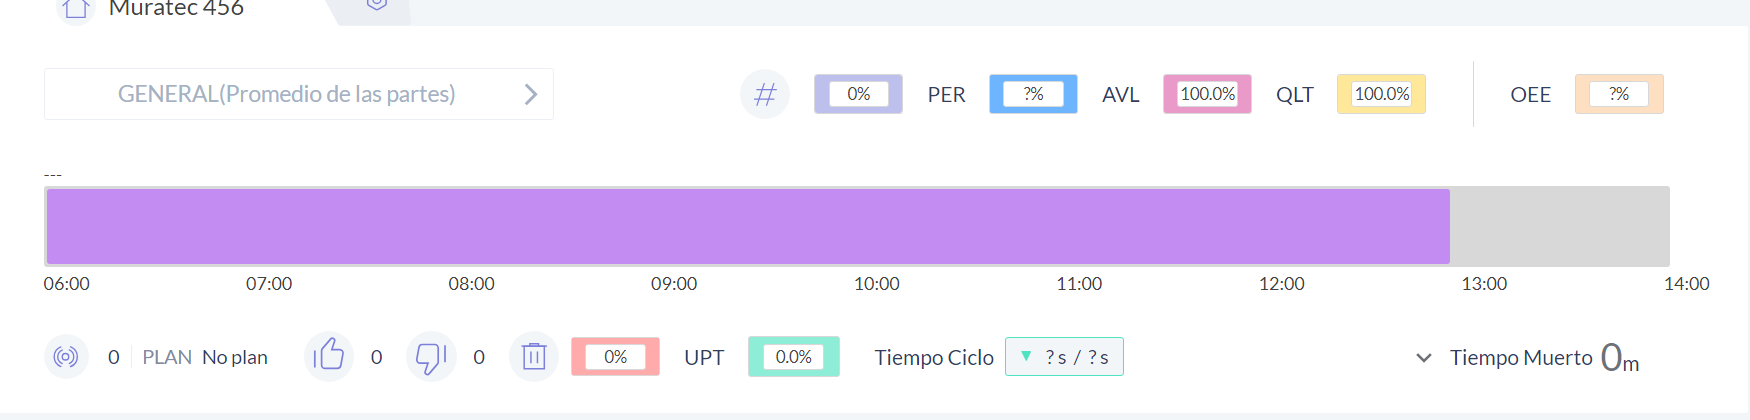 Muratec 456
GENERAL(Promedio de las partes)
# 0% PER ?% AVL 100.0% QLT 100.0% OEE ?%
---
06:00 07:00 08:00 09:00 10:00 11:00 12:00 13:00 14:00
0 PLAN No plan 0 0 0% UPT 0.0% Tiempo Ciclo ▼ ?s / ?s Tiempo Muerto 0m